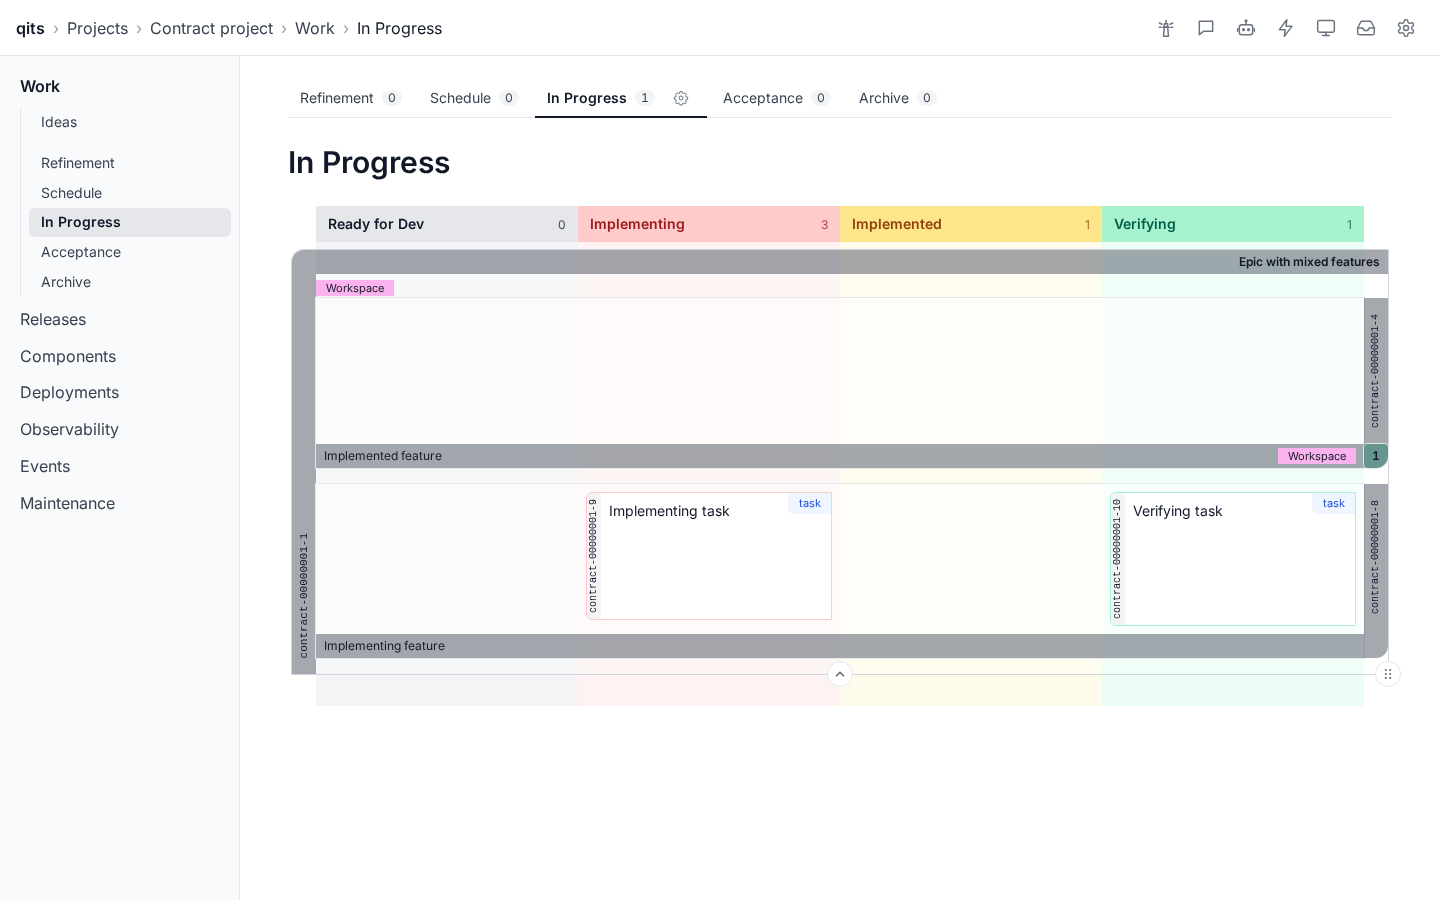 qits › Projects › Contract project › Work › In Progress
Work
Ideas
Refinement
Schedule
In Progress
Acceptance
Archive
Releases
Components
Deployments
Observability
Events
Maintenance
Refinement 0
Schedule 0
In Progress 1
Acceptance 0
Archive 0
In Progress
Ready for Dev 0
Implementing 3
Implemented 1
Verifying 1
Epic with mixed features
Workspace
contract-00000001-4
Implemented feature
Workspace
1
contract-00000001-1
contract-00000001-9
Implementing task
task
contract-00000001-10
Verifying task
task
contract-00000001-8
Implementing feature